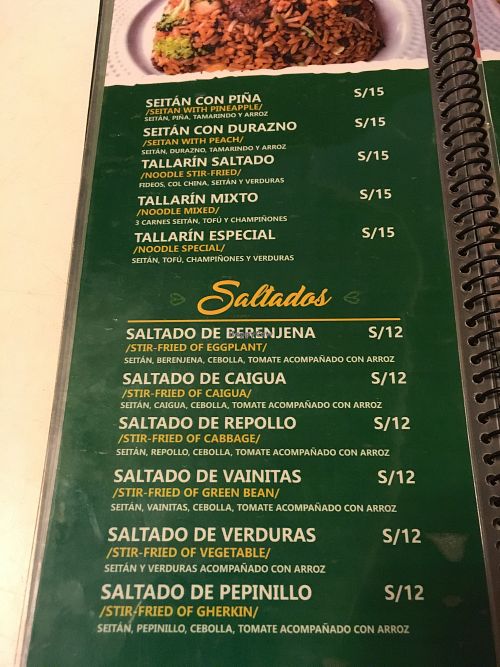 SEITÁN CON PIÑA S/15
/SEITAN WITH PINEAPPLE/
SEITÁN, PIÑA, TAMARINDO Y ARROZ
SEITÁN CON DURAZNO S/15
/SEITAN WITH PEACH/
SEITÁN, DURAZNO, TAMARINDO Y ARROZ
TALLARÍN SALTADO S/15
/NOODLE STIR-FRIED/
FIDEOS, COL CHINA, SEITÁN Y VERDURAS
TALLARÍN MIXTO S/15
/NOODLE MIXED/
3 CARNES SEITÁN, TOFÚ Y CHAMPIÑONES
TALLARÍN ESPECIAL S/15
/NOODLE SPECIAL/
SEITÁN, TOFÚ, CHAMPIÑONES Y VERDURAS
Saltados
SALTADO DE BERENJENA S/12
/STIR-FRIED OF EGGPLANT/
SEITÁN, BERENJENA, CEBOLLA, TOMATE ACOMPAÑADO CON ARROZ
SALTADO DE CAIGUA S/12
/STIR-FRIED OF CAIGUA/
SEITÁN, CAIGUA, CEBOLLA, TOMATE ACOMPAÑADO CON ARROZ
SALTADO DE REPOLLO S/12
/STIR-FRIED OF CABBAGE/
SEITÁN, REPOLLO, CEBOLLA, TOMATE ACOMPAÑADO CON ARROZ
SALTADO DE VAINITAS S/12
/STIR-FRIED OF GREEN BEAN/
SEITÁN, VAINITAS, CEBOLLA, TOMATE ACOMPAÑADO CON ARROZ
SALTADO DE VERDURAS S/12
/STIR-FRIED OF VEGETABLE/
SEITÁN Y VERDURAS ACOMPAÑADO CON ARROZ
SALTADO DE PEPINILLO S/12
/STIR-FRIED OF GHERKIN/
SEITÁN, PEPINILLO, CEBOLLA, TOMATE ACOMPAÑADO CON ARROZ